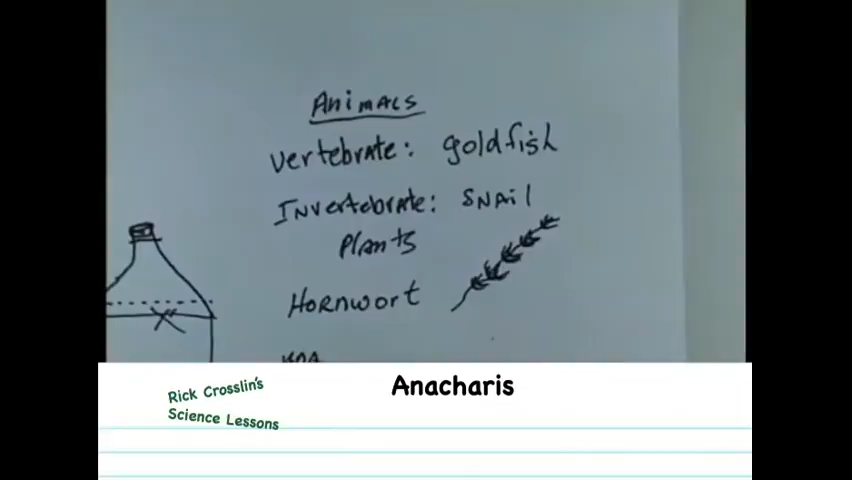 Animals
Vertebrate: goldfish
Invertebrate: snail
Plants
Hornwort
Anacharis
Rick Crosslin's
Science Lessons